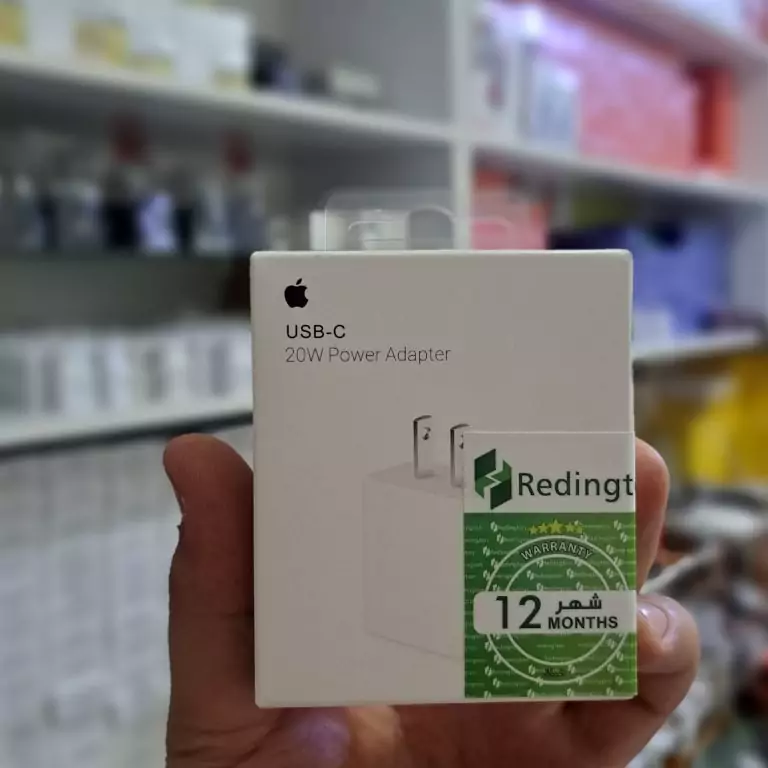 USB-C
20W Power Adapter
Redingt
WARRANTY
12 شهر
MONTHS